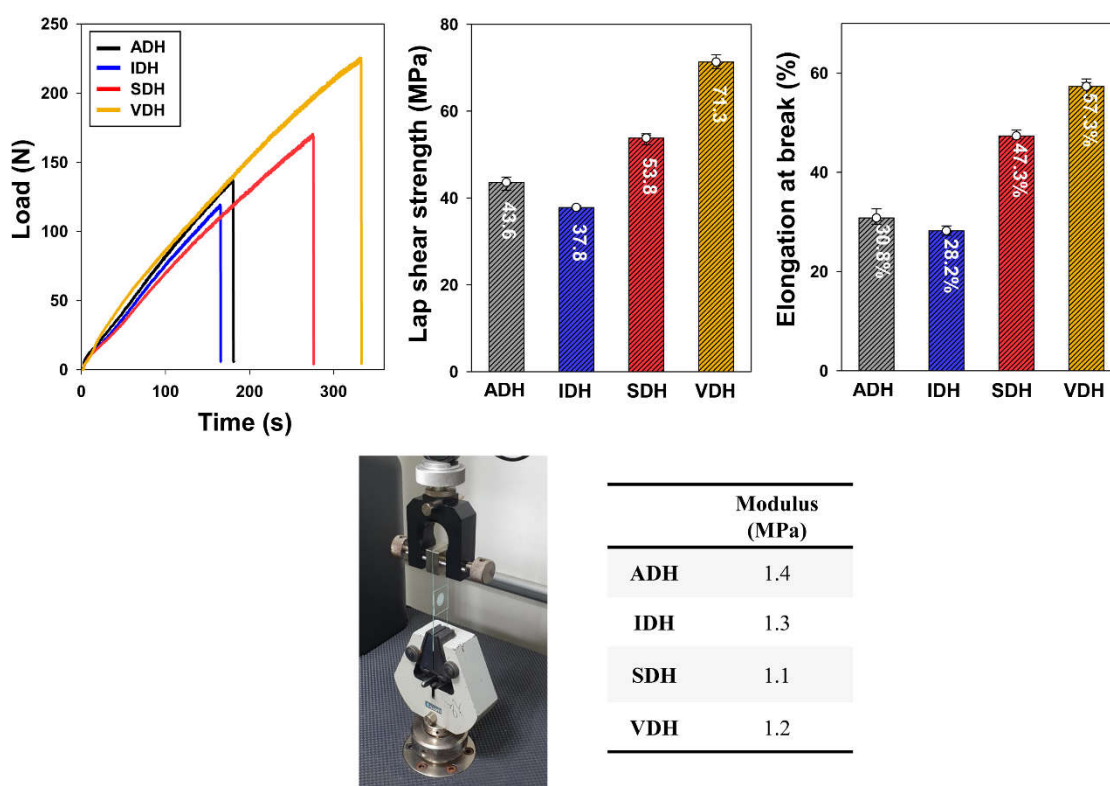 250
200
150
100
50
0
Load (N)
ADH
IDH
SDH
VDH
0
100
200
300
Time (s)
80
60
40
20
0
Lap shear strength (MPa)
43.6
37.8
53.8
71.3
ADH
IDH
SDH
VDH
60
40
20
0
Elongation at break (%)
30.8%
28.2%
47.3%
57.3%
ADH
IDH
SDH
VDH
Modulus
(MPa)
ADH 1.4
IDH 1.3
SDH 1.1
VDH 1.2